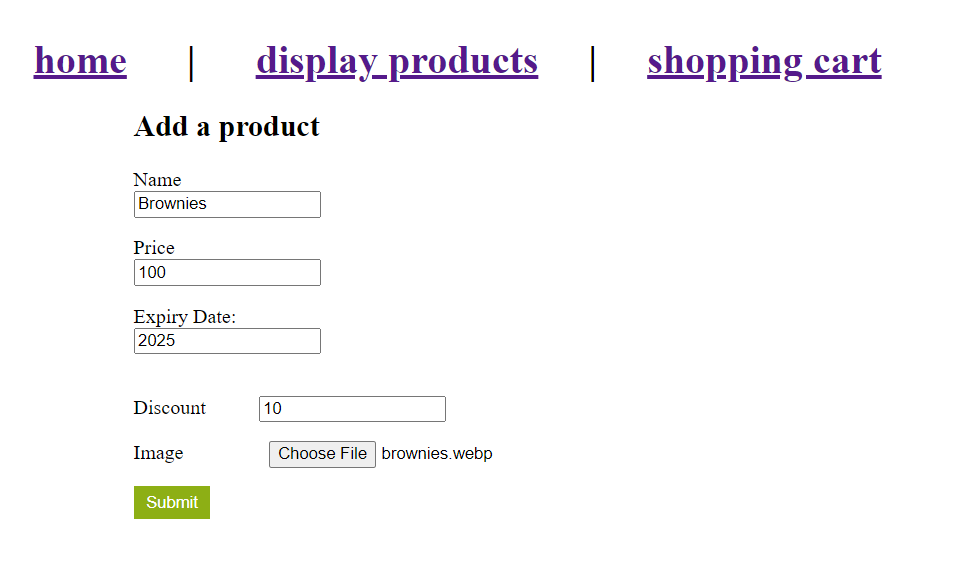 home | display products | shopping cart
Add a product
Name
Brownies
Price
100
Expiry Date:
2025
Discount 10
Image Choose File brownies.webp
Submit